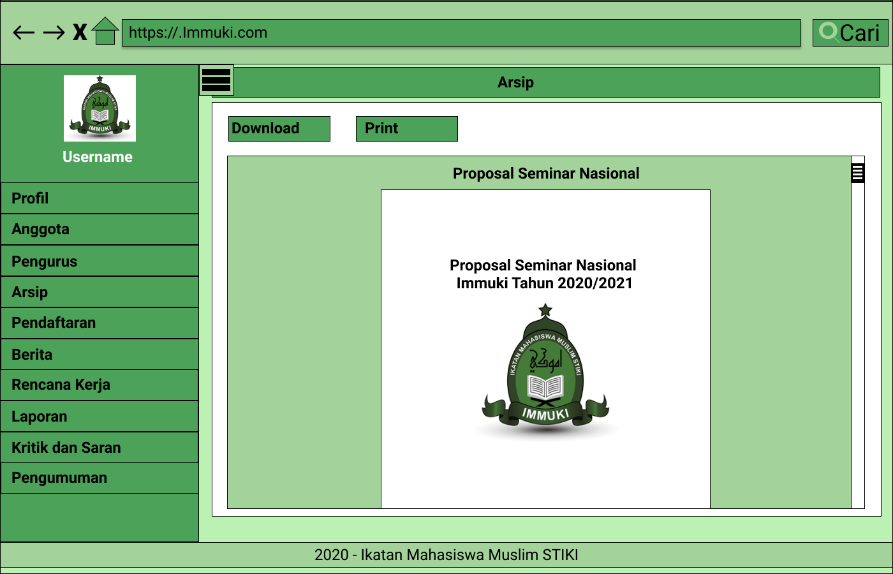 X https://.Immuki.com Cari
Arsip
Username
Profil
Anggota
Pengurus
Arsip
Pendaftaran
Berita
Rencana Kerja
Laporan
Kritik dan Saran
Pengumuman
Download Print
Proposal Seminar Nasional
Proposal Seminar Nasional
Immuki Tahun 2020/2021
IKATAN MAHASISWA MUSLIM STIKI
IMMUKI
2020 - Ikatan Mahasiswa Muslim STIKI